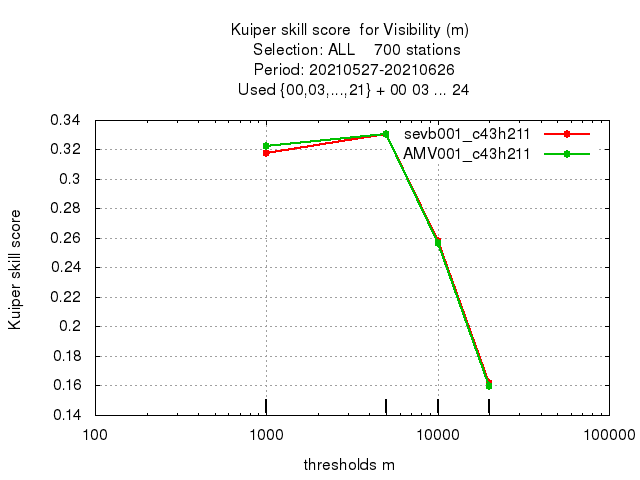 Kuiper skill score  for Visibility (m)
Selection: ALL    700 stations
Period: 20210527-20210626
Used {00,03,...,21} + 00 03 ... 24
sevb001_c43h211
AMV001_c43h211
Kuiper skill score
0.34
0.32
0.3
0.28
0.26
0.24
0.22
0.2
0.18
0.16
0.14
100
1000
10000
100000
thresholds m